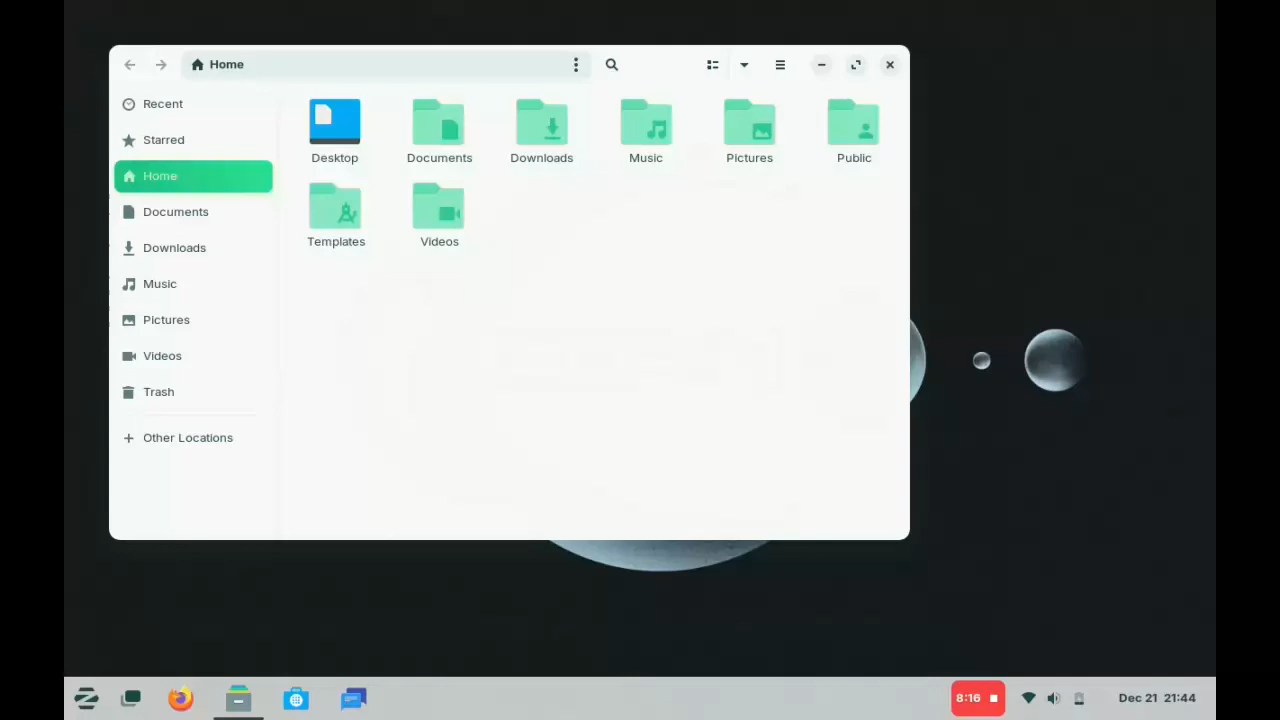 Home
Recent
Starred
Home
Documents
Downloads
Music
Pictures
Videos
Trash
Other Locations
Desktop Documents Downloads Music Pictures Public
Templates Videos
8:16 Dec 21 21:44